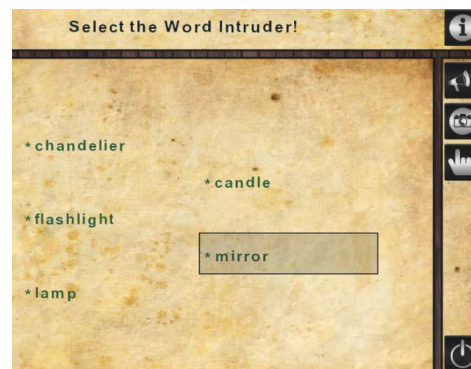 Select the Word Intruder!
* chandelier
* candle
* flashlight
* mirror
* lamp